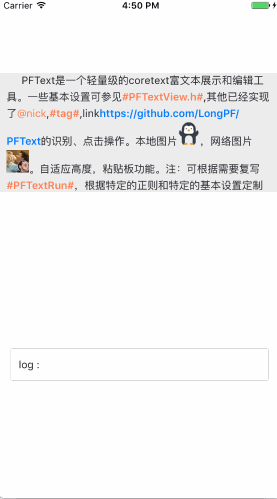 Carrier 4:50 PM
PFText是一个轻量级的coretext富文本展示和编辑工
具。一些基本设置可参见#PFTextView.h#,其他已经实现
了@nick,#tag#,linkhttps://github.com/LongPF/
PFText的识别、点击操作。本地图片，网络图片
。自适应高度，粘贴板功能。注：可根据需要复写
#PFTextRun#，根据特定的正则和特定的基本设置定制
log :